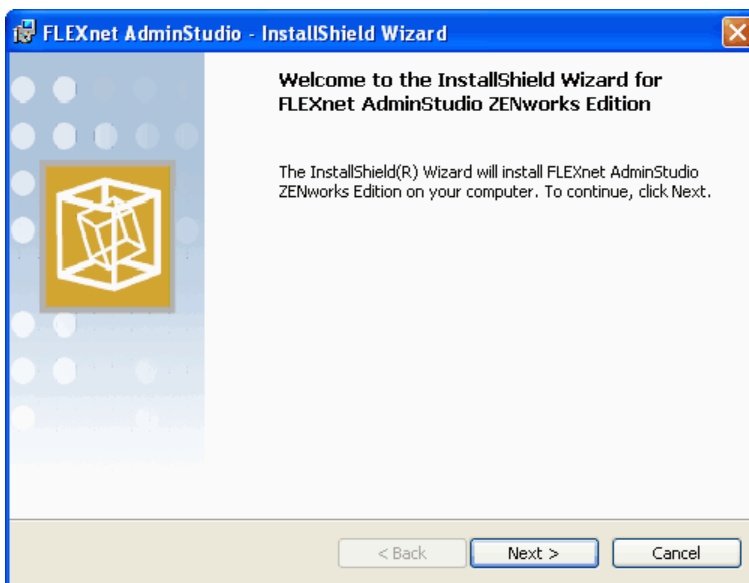 FLEXnet AdminStudio - InstallShield Wizard
Welcome to the InstallShield Wizard for
FLEXnet AdminStudio ZENworks Edition
The InstallShield(R) Wizard will install FLEXnet AdminStudio
ZENworks Edition on your computer. To continue, click Next.
< Back
Next >
Cancel